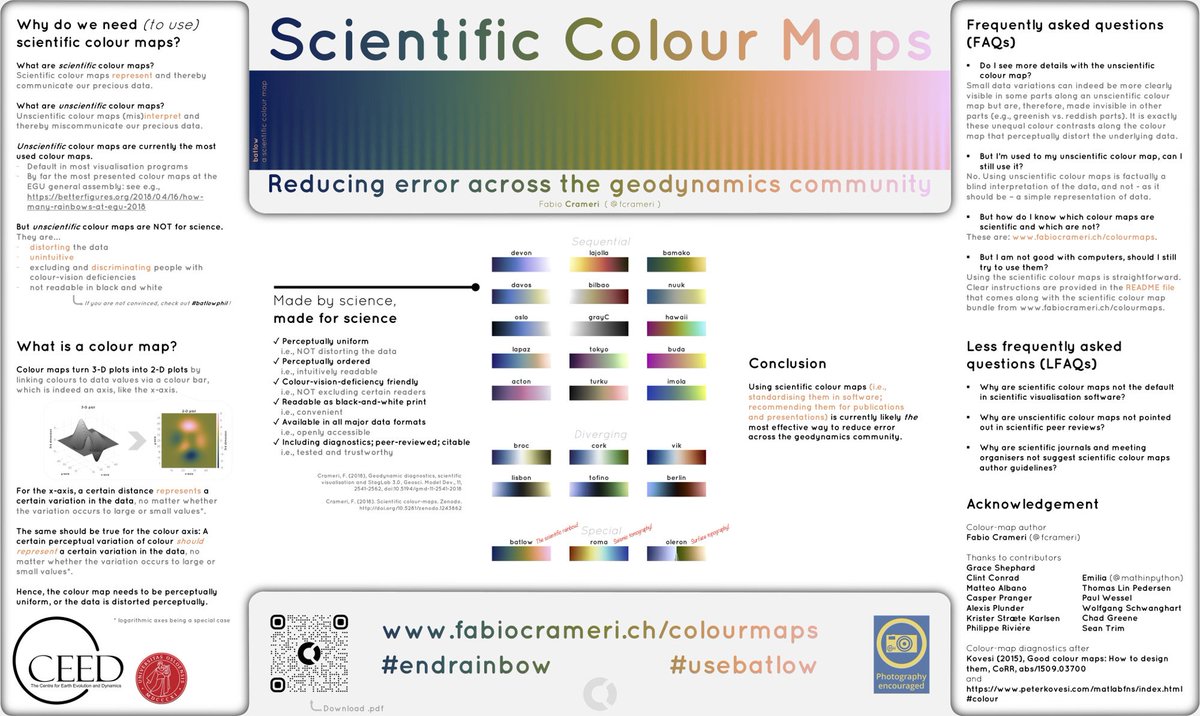 Why do we need (to use)
scientific colour maps?
What are scientific colour maps?
Scientific colour maps represent and thereby
communicate our precious data.
What are unscientific colour maps?
Unscientific colour maps (mis)interpret and
thereby miscommunicate our precious data.
Unscientific colour maps are currently the most
used colour maps.
- Default in most visualisation programs
- By far the most presented colour maps at the
EGU general assembly: see e.g.,
https://betterfigures.org/2018/04/16/how-
many-rainbows-at-egu-2018
But unscientific colour maps are NOT for science.
They are...
- distorting the data
- unintuitive
- excluding and discriminating people with
colour-vision deficiencies
- not readable in black and white
If you are not convinced, check out #batlowphil!
What is a colour map?
Colour maps turn 3-D plots into 2-D plots by
linking colours to data values via a colour bar,
which is indeed an axis, like the x-axis.
For the x-axis, a certain distance represents a
certain variation in the data, no matter whether
the variation occurs to large or small values*.
The same should be true for the colour axis: A
certain perceptual variation of colour should
represent a certain variation in the data, no
matter whether the variation occurs to large or
small values*.
Hence, the colour map needs to be perceptually
uniform, or the data is distorted perceptually.
* logarithmic axes being a special case
CEED
The Centre for Earth Evolution and Dynamics
Scientific Colour Maps
batlow
a scientific colour map
Reducing error across the geodynamics community
Fabio Crameri ( @fcrameri )
Made by science,
made for science
✓ Perceptually uniform
i.e., NOT distorting the data
✓ Perceptually ordered
i.e., intuitively readable
✓ Colour-vision-deficiency friendly
i.e., NOT excluding certain readers
✓ Readable as black-and-white print
i.e., convenient
✓ Available in all major data formats
i.e., openly accessible
✓ Including diagnostics; peer-reviewed; citable
i.e., tested and trustworthy
Crameri, F. (2018), Geodynamic diagnostics, scientific
visualisation and StagLab 3.0, Geosci. Model Dev., 11,
2541-2562, doi:10.5194/gmd-11-2541-2018
Crameri, F. (2018). Scientific colour-maps. Zenodo.
http://doi.org/10.5281/zenodo.1243862
Sequential
devon lajolla bamako
davos bilbao nuuk
oslo grayC hawaii
lapaz tokyo buda
acton turku imola
Diverging
broc cork vik
lisbon tofino berlin
Special
batlow The scientific rainbow! roma Seismic tomography! oleron Surface topography!
Conclusion
Using scientific colour maps (i.e.,
standardising them in software;
recommending them for publications
and presentations) is currently likely the
most effective way to reduce error
across the geodynamics community.
Download .pdf
www.fabiocrameri.ch/colourmaps
#endrainbow #usebatlow
Photography
encouraged
Frequently asked questions
(FAQs)
• Do I see more details with the unscientific
colour map?
Small data variations can indeed be more clearly
visible in some parts along an unscientific colour
map but are, therefore, made invisible in other
parts (e.g., greenish vs. reddish parts). It is exactly
these unequal colour contrasts along the colour
map that perceptually distort the underlying data.
• But I'm used to my unscientific colour map, can I
still use it?
No. Using unscientific colour maps is factually a
blind interpretation of the data, and not - as it
should be – a simple representation of data.
• But how do I know which colour maps are
scientific and which are not?
These are: www.fabiocrameri.ch/colourmaps.
• But I am not good with computers, should I still
try to use them?
Using the scientific colour maps is straightforward.
Clear instructions are provided in the README file
that comes along with the scientific colour map
bundle from www.fabiocrameri.ch/colourmaps.
Less frequently asked
questions (LFAQs)
• Why are scientific colour maps not the default
in scientific visualisation software?
• Why are unscientific colour maps not pointed
out in scientific peer reviews?
• Why are scientific journals and meeting
organisers not suggest scientific colour maps
author guidelines?
Acknowledgement
Colour-map author
Fabio Crameri (@fcrameri)
Thanks to contributors
Grace Shephard
Clint Conrad
Matteo Albano
Casper Pranger
Alexis Plunder
Krister Stræte Karlsen
Philippe Rivière
Emilia (@mathinpython)
Thomas Lin Pedersen
Paul Wessel
Wolfgang Schwanghart
Chad Greene
Sean Trim
Colour-map diagnostics after
Kovesi (2015), Good colour maps: How to design
them, CoRR, abs/1509.03700
and
https://www.peterkovesi.com/matlabfns/index.html
#colour